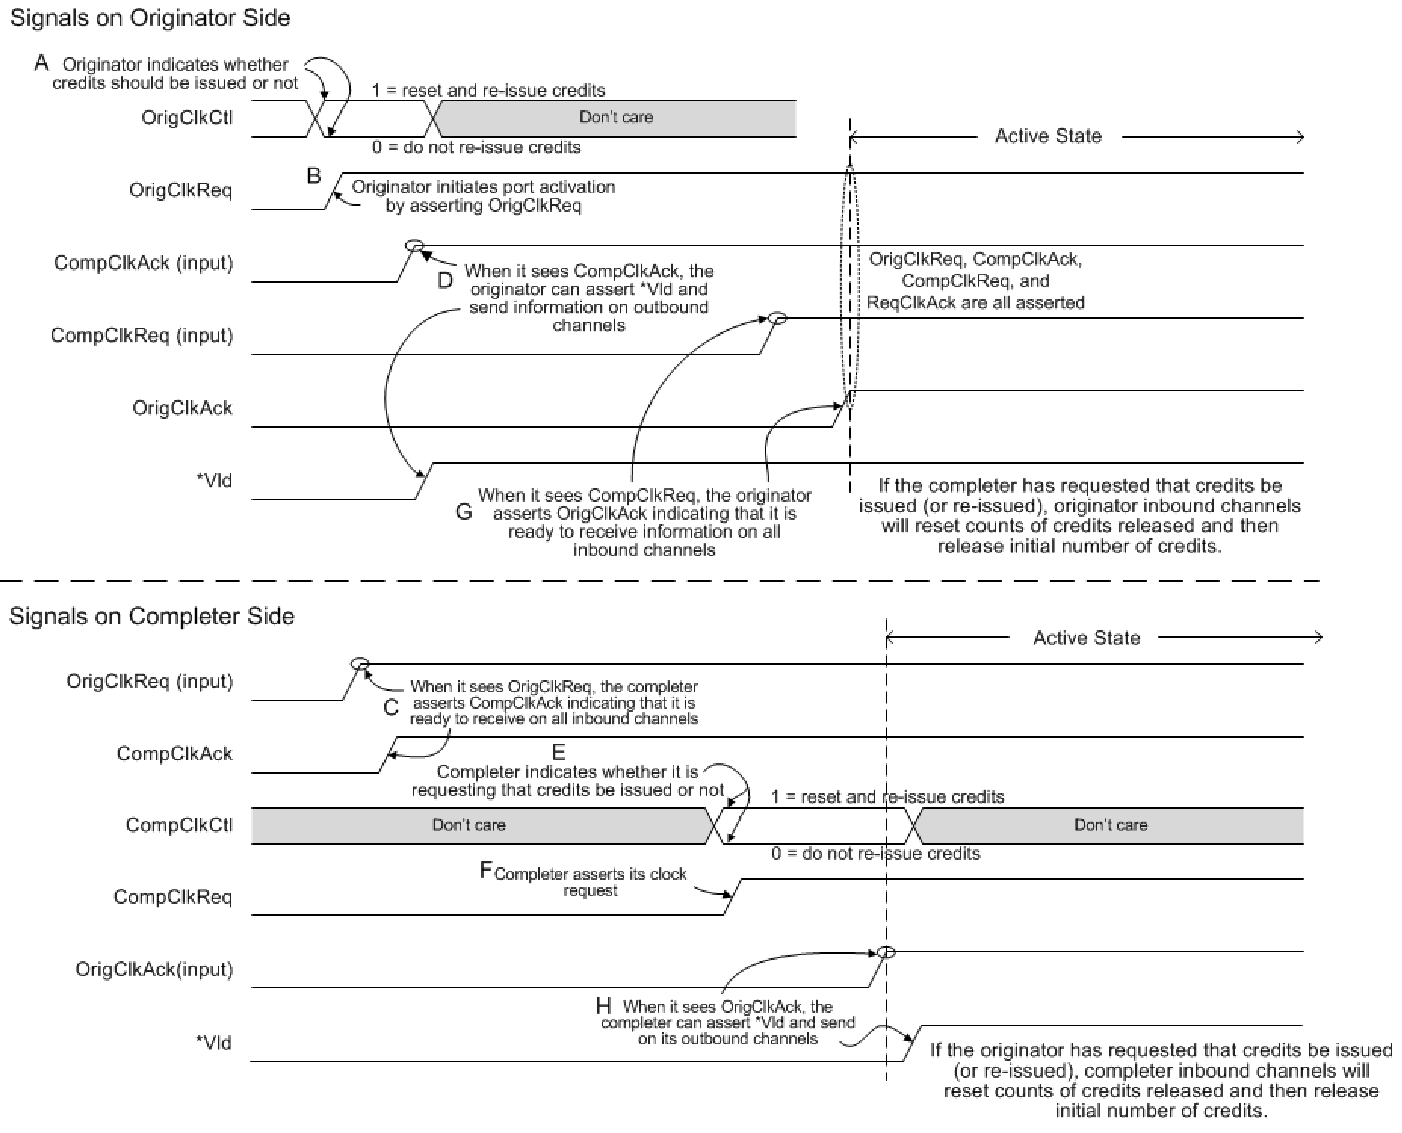 Signals on Originator Side
A Originator indicates whether
credits should be issued or not
1 = reset and re-issue credits
OrigClkCtl
Don't care
0 = do not re-issue credits
Active State
OrigClkReq
B
Originator initiates port activation
by asserting OrigClkReq
CompClkAck (input)
D
When it sees CompClkAck, the
originator can assert *Vld and
send information on outbound
channels
OrigClkReq, CompClkAck,
CompClkReq, and
ReqClkAck are all asserted
CompClkReq (input)
OrigClkAck
*Vld
G
When it sees CompClkReq, the originator
asserts OrigClkAck indicating that it is
ready to receive information on all
inbound channels
If the completer has requested that credits be
issued (or re-issued), originator inbound channels
will reset counts of credits released and then
release initial number of credits.
Signals on Completer Side
Active State
OrigClkReq (input)
C
When it sees OrigClkReq, the completer
asserts CompClkAck indicating that it is
ready to receive on all inbound channels
CompClkAck
E
Completer indicates whether it is
requesting that credits be issued or not
1 = reset and re-issue credits
CompClkCtl
Don't care
Don't care
0 = do not re-issue credits
F Completer asserts its clock
request
CompClkReq
OrigClkAck(input)
H When it sees OrigClkAck, the
completer can assert *Vld and send
on its outbound channels
*Vld
If the originator has requested that credits be issued
(or re-issued), completer inbound channels will
reset counts of credits released and then release
initial number of credits.